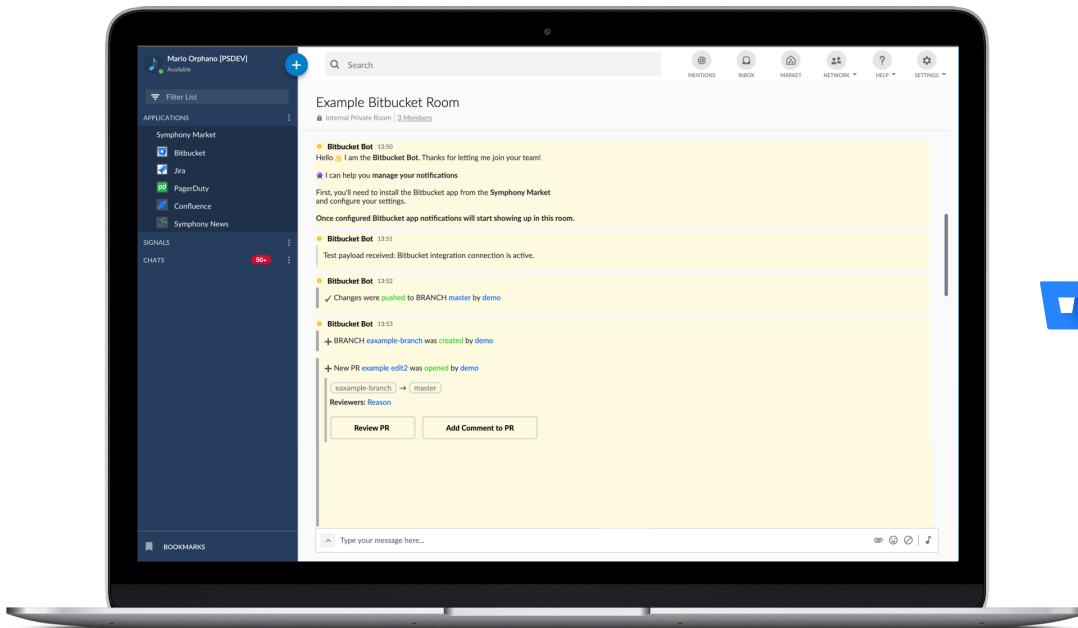 Mario Orphano [PSDEV]
Available
+
Search
@
MENTIONS
INBOX
MARKET
NETWORK
?
HELP
SETTINGS
Filter List
APPLICATIONS
Symphony Market
Bitbucket
Jira
pd PagerDuty
Confluence
Symphony News
SIGNALS
CHATS 50+
BOOKMARKS
Example Bitbucket Room
Internal Private Room | 3 Members
Bitbucket Bot 13:50
Hello 👋 I am the Bitbucket Bot. Thanks for letting me join your team!
I can help you manage your notifications
First, you'll need to install the Bitbucket app from the Symphony Market
and configure your settings.
Once configured Bitbucket app notifications will start showing up in this room.
Bitbucket Bot 13:51
Test payload received: Bitbucket integration connection is active.
Bitbucket Bot 13:52
✓ Changes were pushed to BRANCH master by demo
Bitbucket Bot 13:53
+ BRANCH eaxample-branch was created by demo
+ New PR example edit2 was opened by demo
eaxample-branch → master
Reviewers: Reason
Review PR
Add Comment to PR
Type your message here...